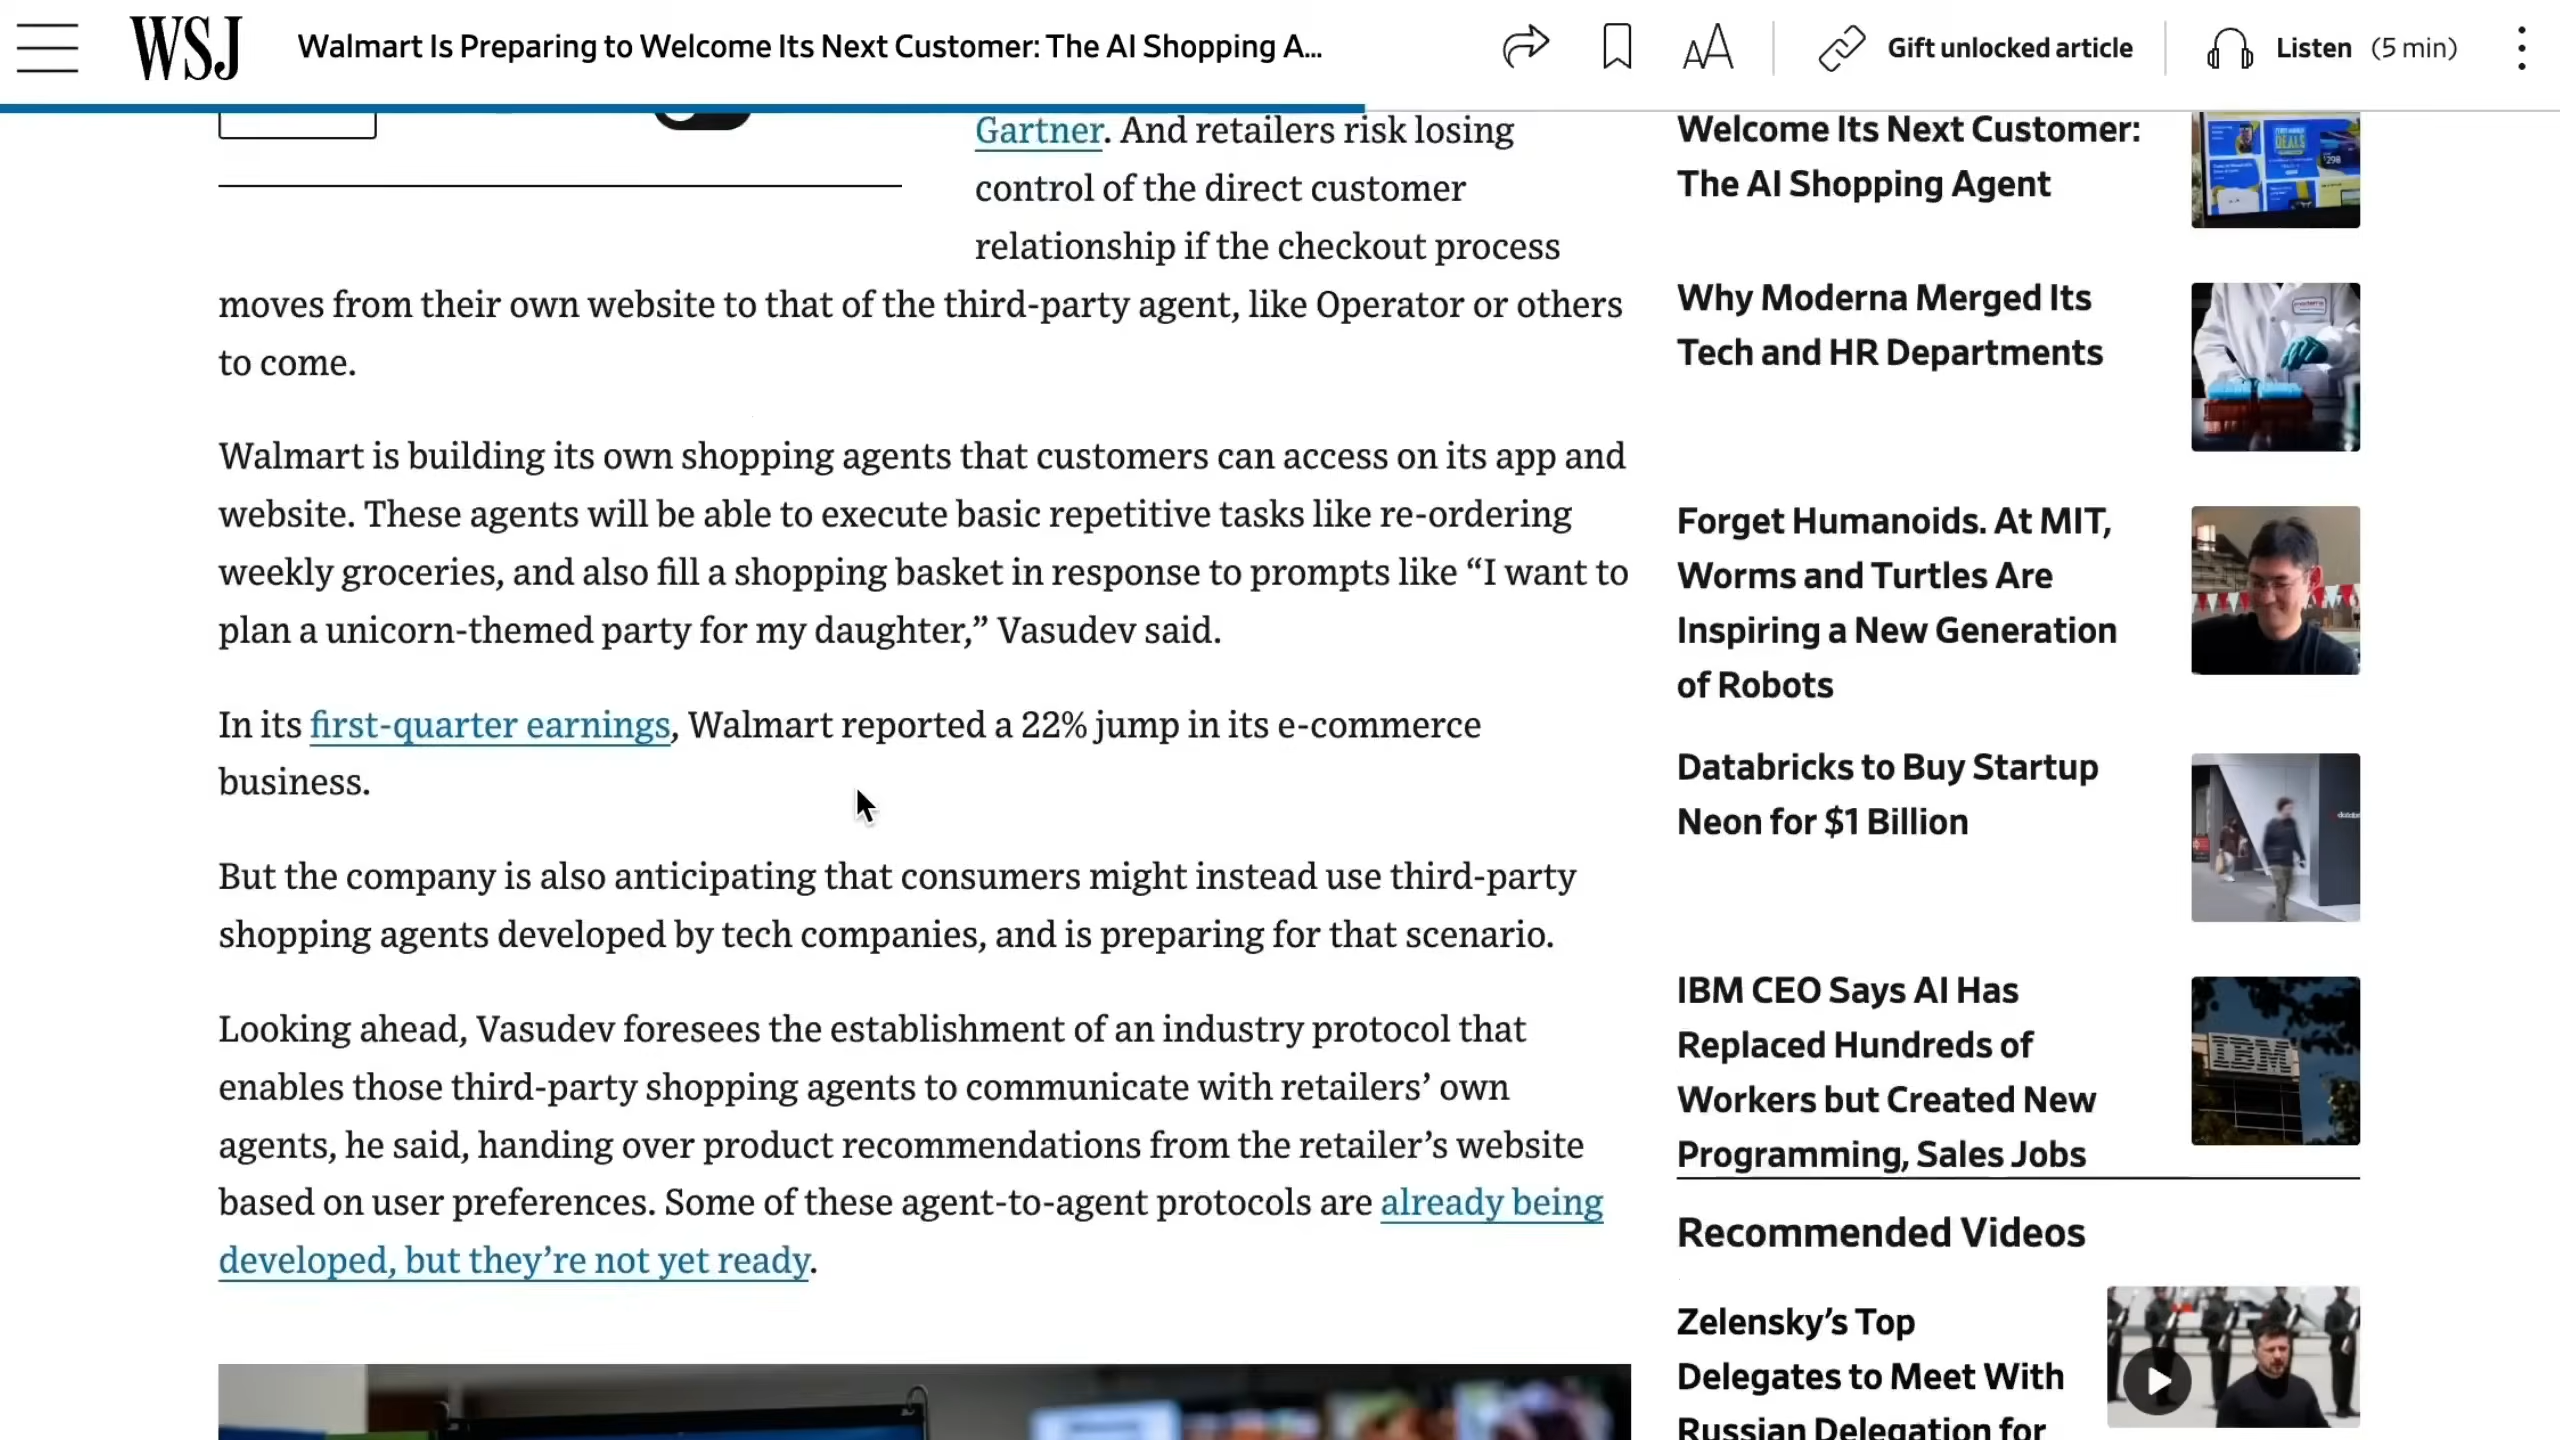 WSJ
Walmart Is Preparing to Welcome Its Next Customer: The AI Shopping A...
Gift unlocked article
Listen (5 min)
Gartner. And retailers risk losing
control of the direct customer
relationship if the checkout process
moves from their own website to that of the third-party agent, like Operator or others
to come.
Walmart is building its own shopping agents that customers can access on its app and
website. These agents will be able to execute basic repetitive tasks like re-ordering
weekly groceries, and also fill a shopping basket in response to prompts like “I want to
plan a unicorn-themed party for my daughter,” Vasudev said.
In its first-quarter earnings, Walmart reported a 22% jump in its e-commerce
business.
But the company is also anticipating that consumers might instead use third-party
shopping agents developed by tech companies, and is preparing for that scenario.
Looking ahead, Vasudev foresees the establishment of an industry protocol that
enables those third-party shopping agents to communicate with retailers’ own
agents, he said, handing over product recommendations from the retailer’s website
based on user preferences. Some of these agent-to-agent protocols are already being
developed, but they’re not yet ready.
Welcome Its Next Customer:
The AI Shopping Agent
DEALS
$298
Why Moderna Merged Its
Tech and HR Departments
Forget Humanoids. At MIT,
Worms and Turtles Are
Inspiring a New Generation
of Robots
Databricks to Buy Startup
Neon for $1 Billion
IBM CEO Says AI Has
Replaced Hundreds of
Workers but Created New
Programming, Sales Jobs
IBM
Recommended Videos
Zelensky’s Top
Delegates to Meet With
Russian Delegation for